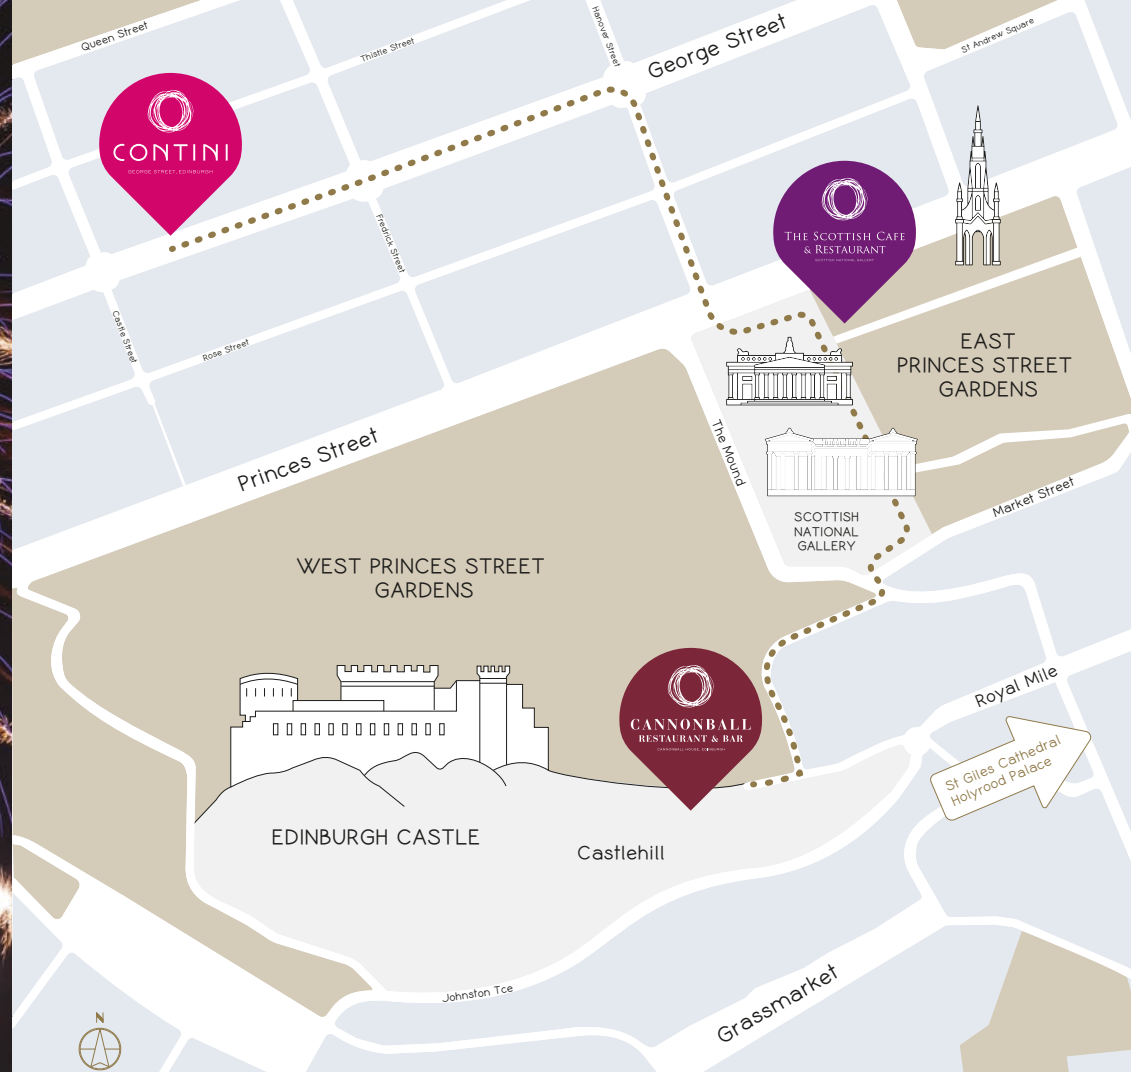 Queen Street
Thistle Street
Hanover Street
George Street
St Andrew Square
CONTINI
GEORGE STREET, EDINBURGH
Fredrick Street
THE SCOTTISH CAFE
& RESTAURANT
SCOTTISH NATIONAL GALLERY
Castle Street
Rose Street
EAST
PRINCES STREET
GARDENS
Princes Street
The Mound
Market Street
SCOTTISH
NATIONAL
GALLERY
WEST PRINCES STREET
GARDENS
CANNONBALL
RESTAURANT & BAR
CANNONBALL HOUSE, EDINBURGH
Royal Mile
St Giles Cathedral
Holyrood Palace
EDINBURGH CASTLE
Castlehill
Johnston Tce
Grassmarket
N